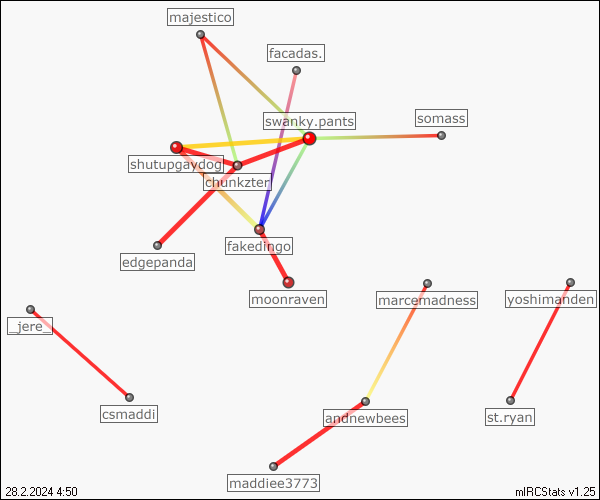 majestico
facadas.
swanky.pants
somass
shutupgaydog
chunkzter
fakedingo
edgepanda
moonraven
marcemadness
yoshimanden
_jere_
csmaddi
andnewbees
st.ryan
maddiee3773
28.2.2024 4:50
mIRCStats v1.25